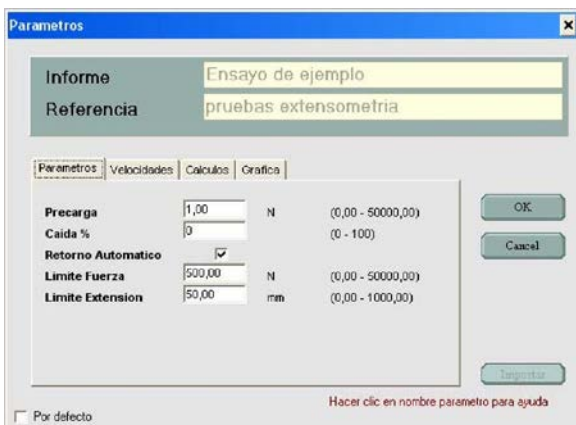 Parametros
Informe Ensayo de ejemplo
Referencia pruebas extensometria
Parametros Velocidades Calculos Grafica
Precarga 1,00 N (0,00 - 50000,00)
Caida % 0 (0 - 100)
Retorno Automatico
Limite Fuerza 500,00 N (0,00 - 50000,00)
Limite Extension 50,00 mm (0,00 - 1000,00)
OK
Cancel
Importar
Hacer clic en nombre parametro para ayuda
Por defecto